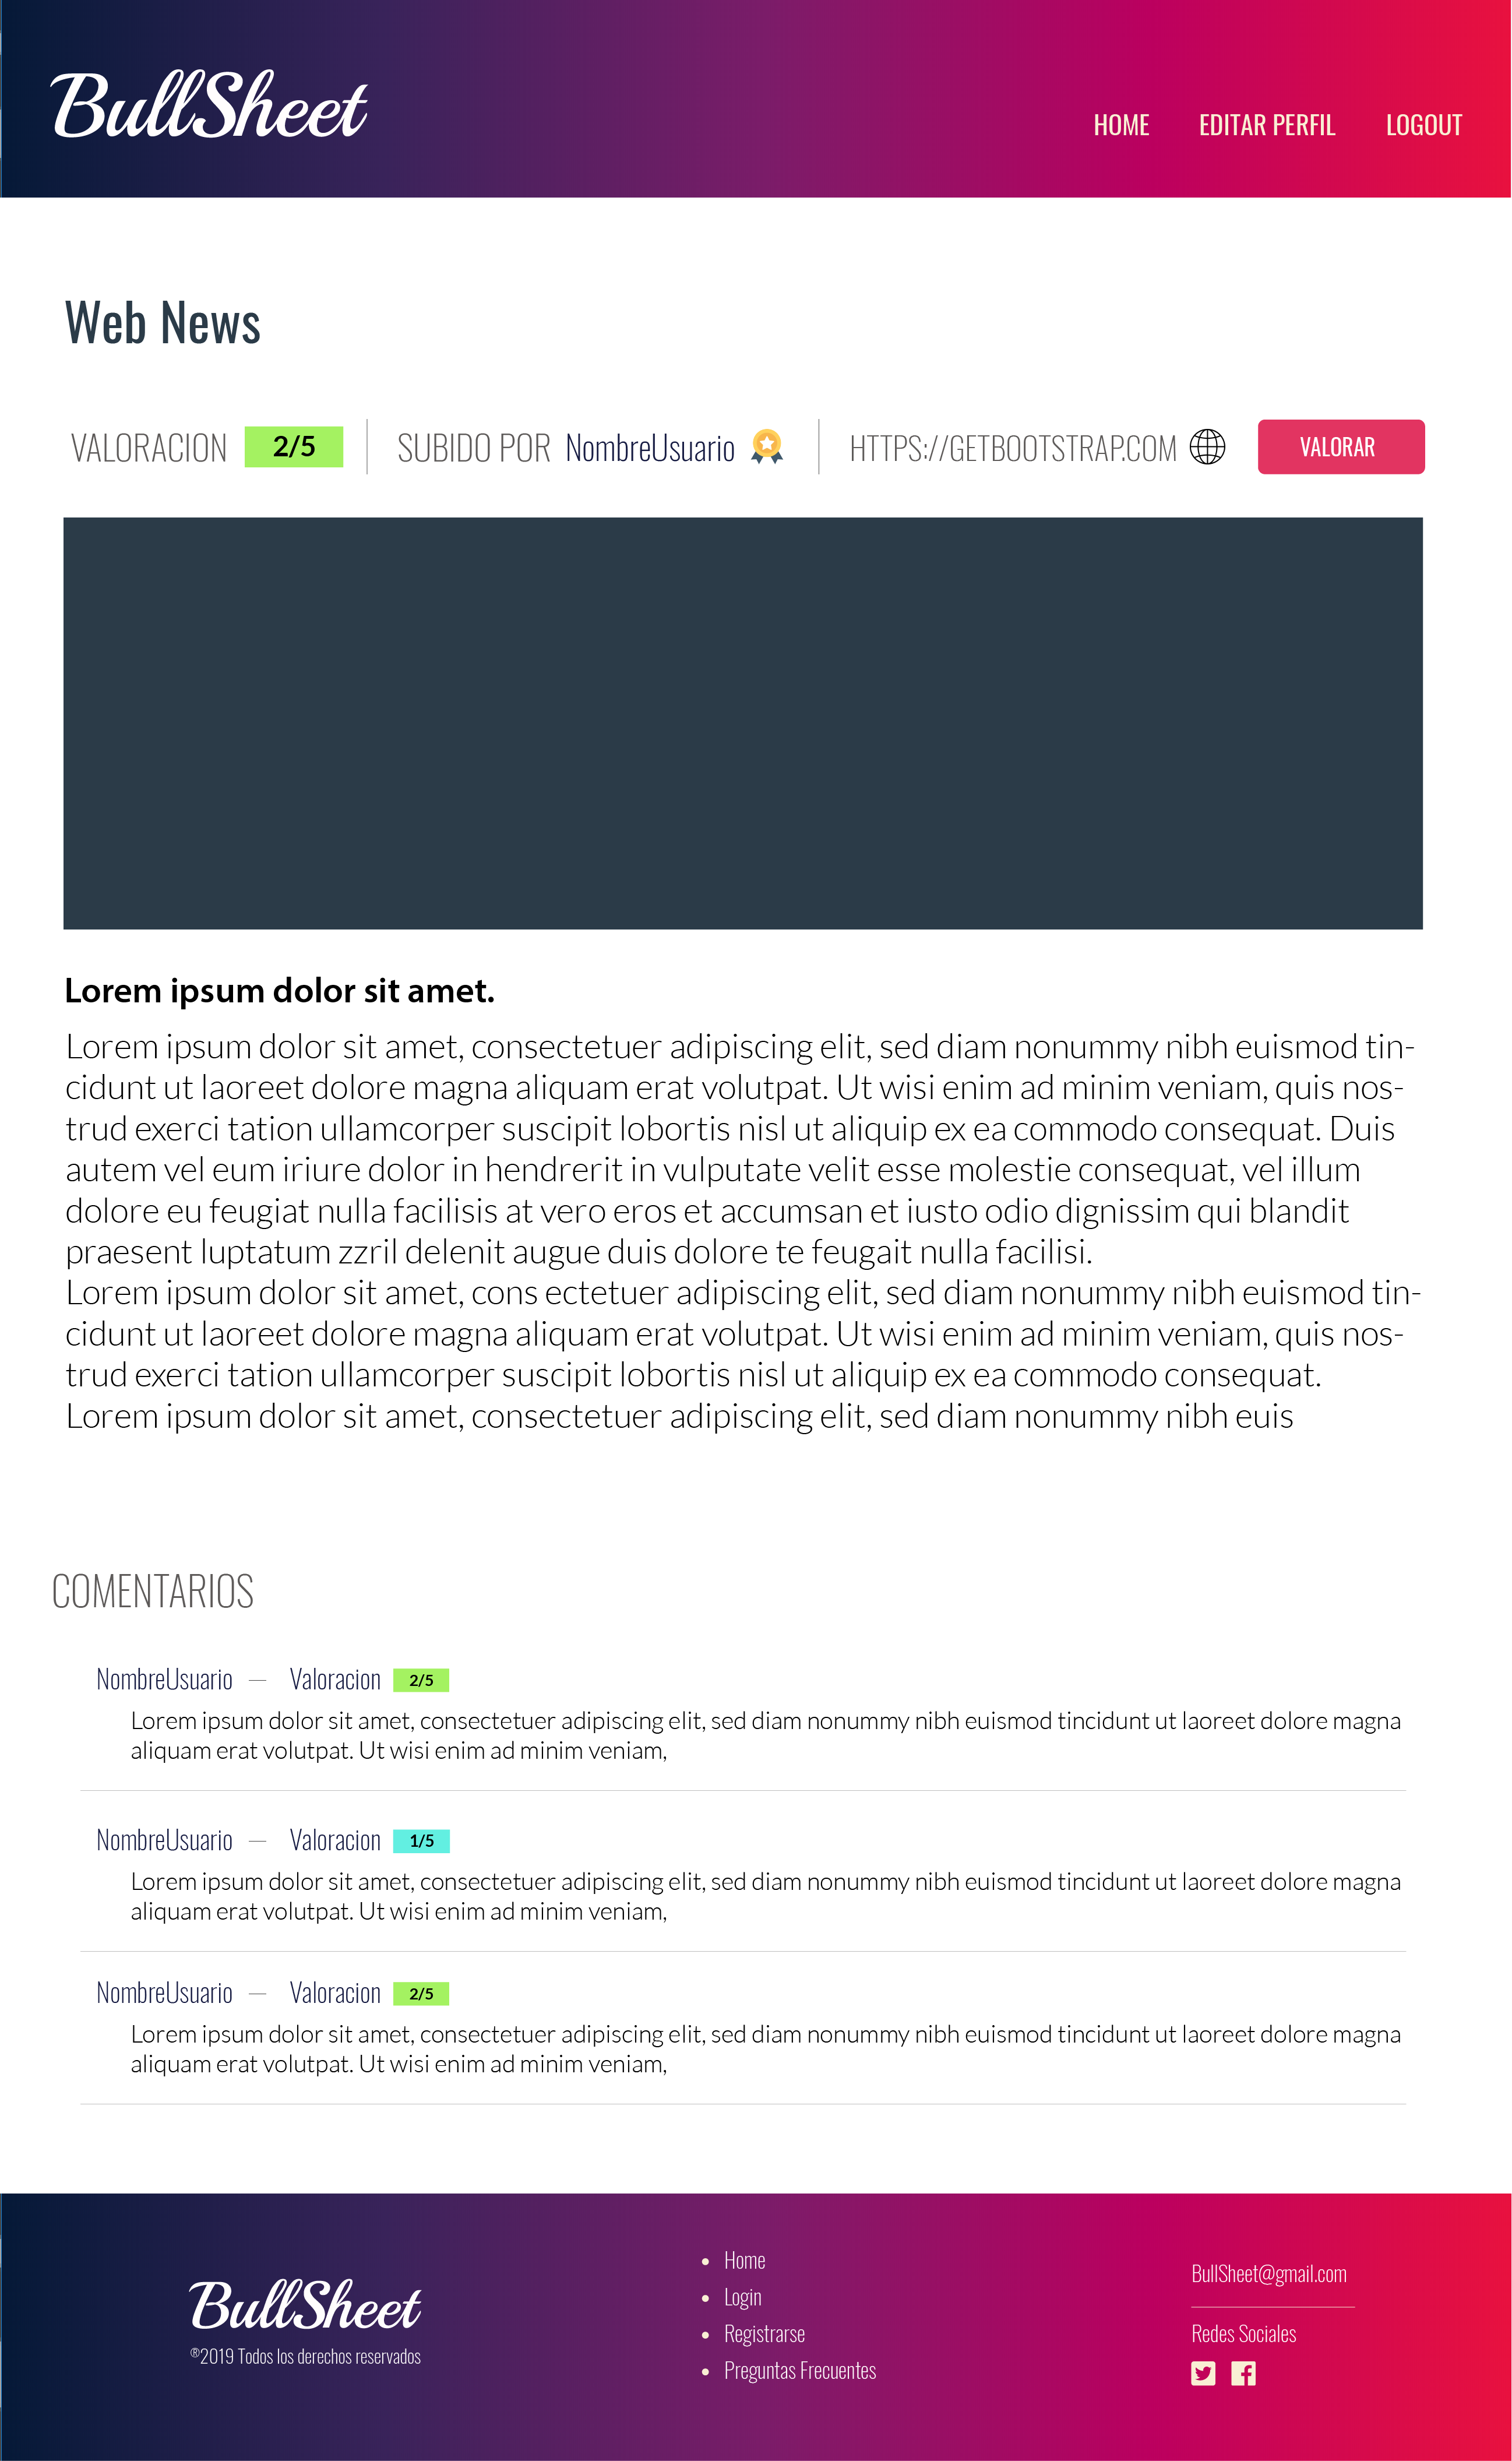 BullSheet
HOME EDITAR PERFIL LOGOUT
Web News
VALORACION 2/5 SUBIDO POR NombreUsuario HTTPS://GETBOOTSTRAP.COM VALORAR
Lorem ipsum dolor sit amet.
Lorem ipsum dolor sit amet, consectetuer adipiscing elit, sed diam nonummy nibh euismod tin-
cidunt ut laoreet dolore magna aliquam erat volutpat. Ut wisi enim ad minim veniam, quis nos-
trud exerci tation ullamcorper suscipit lobortis nisl ut aliquip ex ea commodo consequat. Duis
autem vel eum iriure dolor in hendrerit in vulputate velit esse molestie consequat, vel illum
dolore eu feugiat nulla facilisis at vero eros et accumsan et iusto odio dignissim qui blandit
praesent luptatum zzril delenit augue duis dolore te feugait nulla facilisi.
Lorem ipsum dolor sit amet, cons ectetuer adipiscing elit, sed diam nonummy nibh euismod tin-
cidunt ut laoreet dolore magna aliquam erat volutpat. Ut wisi enim ad minim veniam, quis nos-
trud exerci tation ullamcorper suscipit lobortis nisl ut aliquip ex ea commodo consequat.
Lorem ipsum dolor sit amet, consectetuer adipiscing elit, sed diam nonummy nibh euis
COMENTARIOS
NombreUsuario — Valoracion 2/5
Lorem ipsum dolor sit amet, consectetuer adipiscing elit, sed diam nonummy nibh euismod tincidunt ut laoreet dolore magna
aliquam erat volutpat. Ut wisi enim ad minim veniam,
NombreUsuario — Valoracion 1/5
Lorem ipsum dolor sit amet, consectetuer adipiscing elit, sed diam nonummy nibh euismod tincidunt ut laoreet dolore magna
aliquam erat volutpat. Ut wisi enim ad minim veniam,
NombreUsuario — Valoracion 2/5
Lorem ipsum dolor sit amet, consectetuer adipiscing elit, sed diam nonummy nibh euismod tincidunt ut laoreet dolore magna
aliquam erat volutpat. Ut wisi enim ad minim veniam,
BullSheet
®2019 Todos los derechos reservados
• Home
• Login
• Registrarse
• Preguntas Frecuentes
BullSheet@gmail.com
Redes Sociales